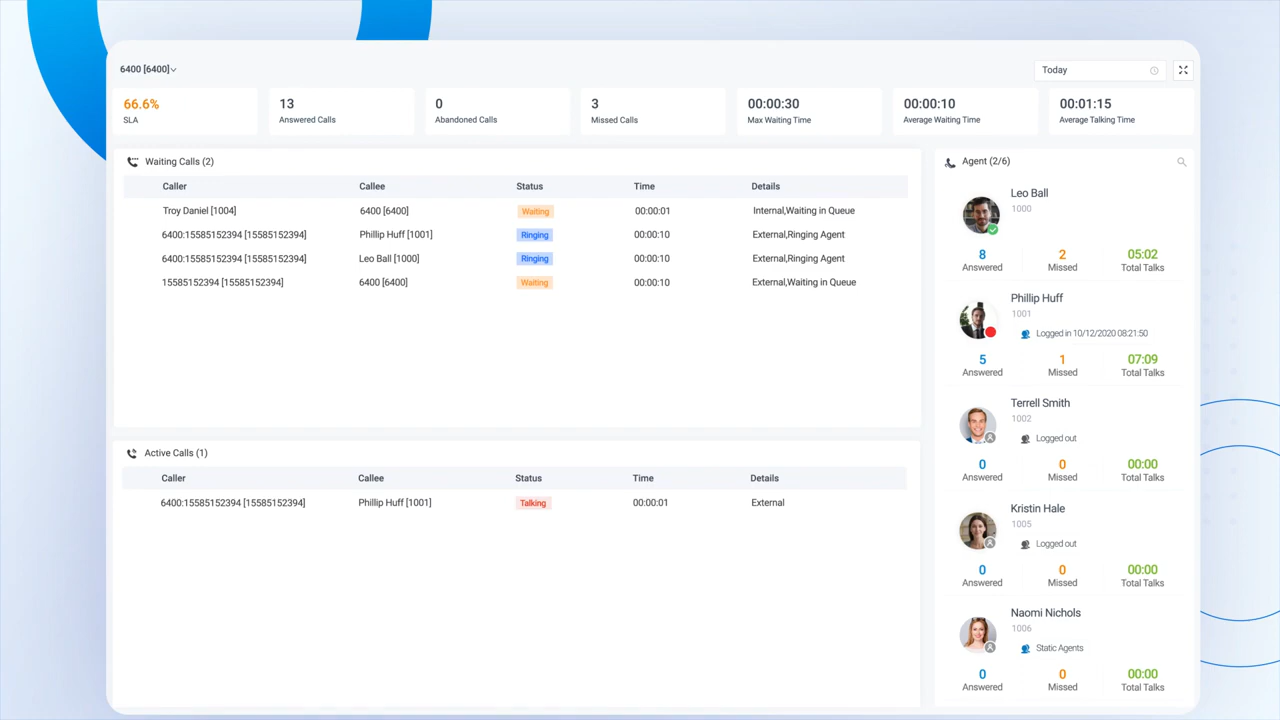 6400 [6400]
Today
66.6%
SLA
13
Answered Calls
0
Abandoned Calls
3
Missed Calls
00:00:30
Max Waiting Time
00:00:10
Average Waiting Time
00:01:15
Average Talking Time
Waiting Calls (2)
Caller Callee Status Time Details
Troy Daniel [1004] 6400 [6400] Waiting 00:00:01 Internal,Waiting in Queue
6400:15585152394 [15585152394] Phillip Huff [1001] Ringing 00:00:10 External,Ringing Agent
6400:15585152394 [15585152394] Leo Ball [1000] Ringing 00:00:10 External,Ringing Agent
15585152394 [15585152394] 6400 [6400] Waiting 00:00:10 External,Waiting in Queue
Active Calls (1)
Caller Callee Status Time Details
6400:15585152394 [15585152394] Phillip Huff [1001] Talking 00:00:01 External
Agent (2/6)
Leo Ball
1000
8 2 05:02
Answered Missed Total Talks
Phillip Huff
1001
Logged in 10/12/2020 08:21:50
5 1 07:09
Answered Missed Total Talks
Terrell Smith
1002
Logged out
0 0 00:00
Answered Missed Total Talks
Kristin Hale
1005
Logged out
0 0 00:00
Answered Missed Total Talks
Naomi Nichols
1006
Static Agents
0 0 00:00
Answered Missed Total Talks